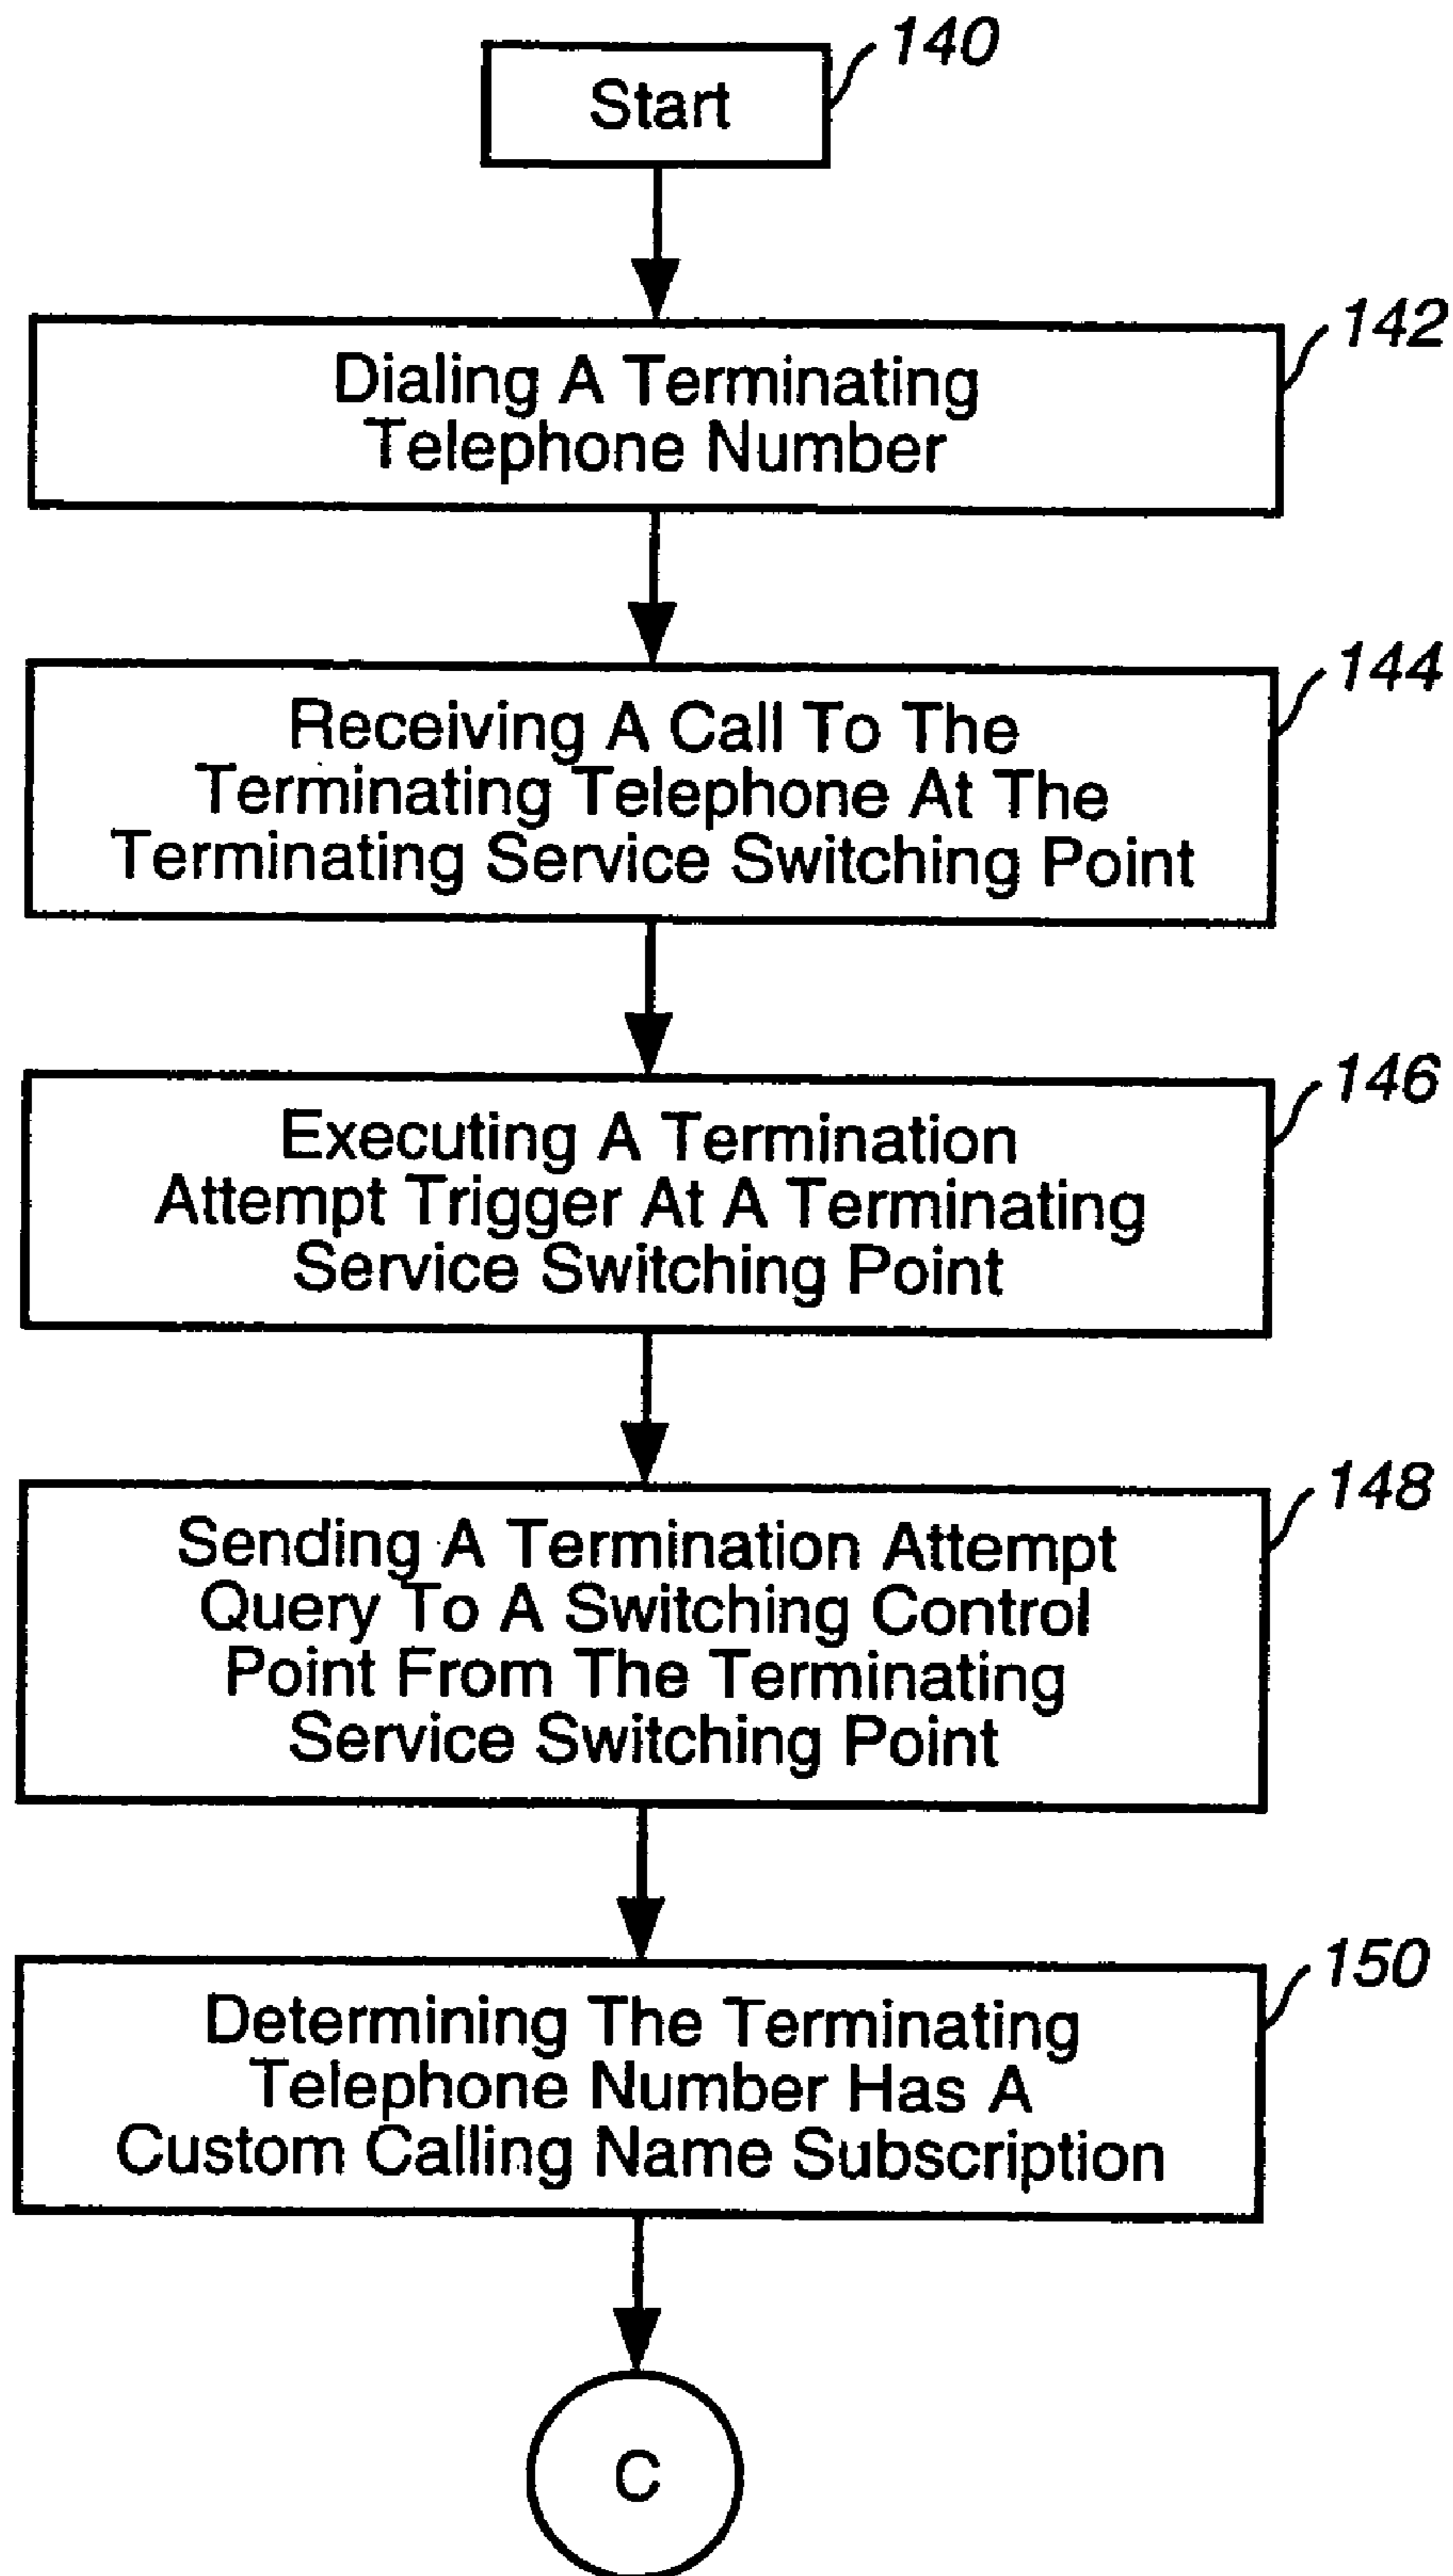 Start
140
Dialing A Terminating
Telephone Number
142
Receiving A Call To The
Terminating Telephone At The
Terminating Service Switching Point
144
Executing A Termination
Attempt Trigger At A Terminating
Service Switching Point
146
Sending A Termination Attempt
Query To A Switching Control
Point From The Terminating
Service Switching Point
148
Determining The Terminating
Telephone Number Has A
Custom Calling Name Subscription
150
C